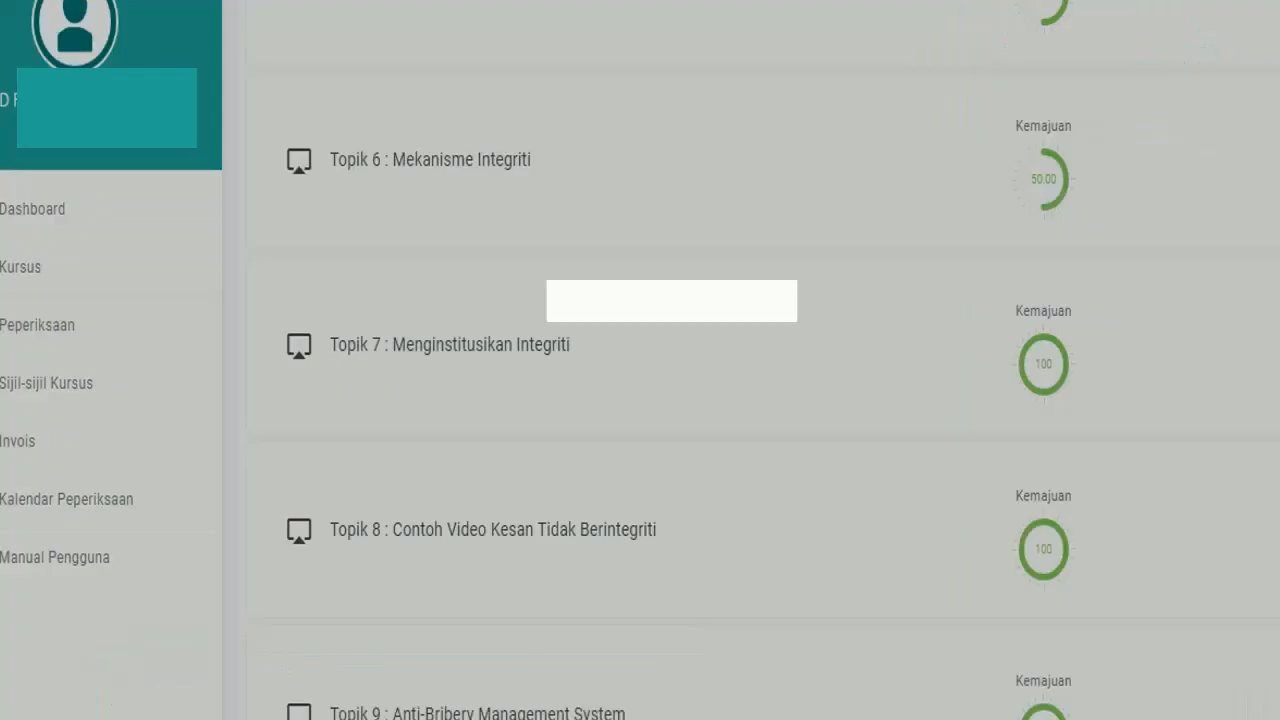 Dashboard
Kursus
Peperiksaan
Sijil-sijil Kursus
Invois
Kalendar Peperiksaan
Manual Pengguna
Topik 6 : Mekanisme Integriti
Kemajuan
50.00
Topik 7 : Menginstitusikan Integriti
Kemajuan
100
Topik 8 : Contoh Video Kesan Tidak Berintegriti
Kemajuan
100
Topik 9 : Anti-Bribery Management System
Kemajuan